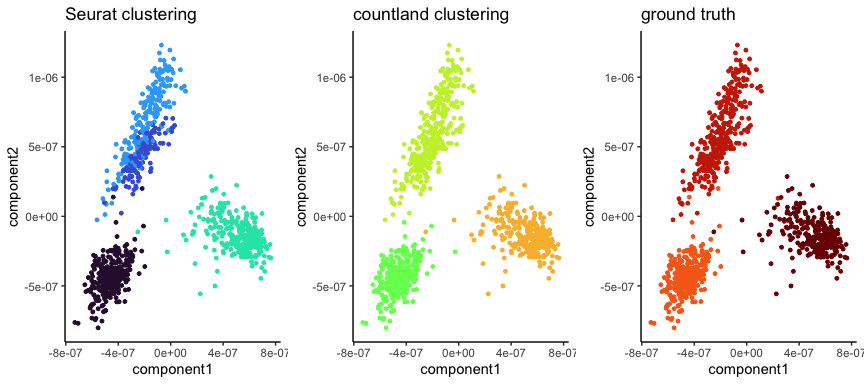 Seurat clustering
component2
1e-06
5e-07
0e+00
-5e-07
-8e-07 -4e-07 0e+00 4e-07 8e-07
component1
countland clustering
component2
1e-06
5e-07
0e+00
-5e-07
-8e-07 -4e-07 0e+00 4e-07 8e-07
component1
ground truth
component2
1e-06
5e-07
0e+00
-5e-07
-8e-07 -4e-07 0e+00 4e-07 8e-07
component1